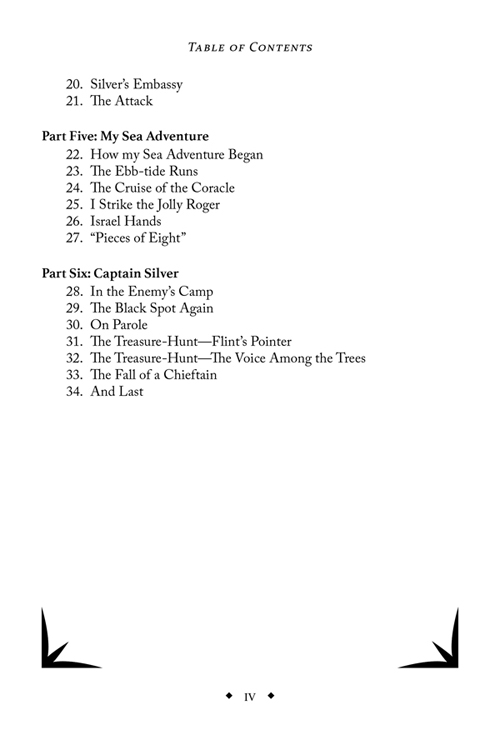 Table of Contents
20. Silver’s Embassy
21. The Attack
Part Five: My Sea Adventure
22. How my Sea Adventure Began
23. The Ebb-tide Runs
24. The Cruise of the Coracle
25. I Strike the Jolly Roger
26. Israel Hands
27. “Pieces of Eight”
Part Six: Captain Silver
28. In the Enemy’s Camp
29. The Black Spot Again
30. On Parole
31. The Treasure-Hunt—Flint’s Pointer
32. The Treasure-Hunt—The Voice Among the Trees
33. The Fall of a Chieftain
34. And Last
◆ IV ◆